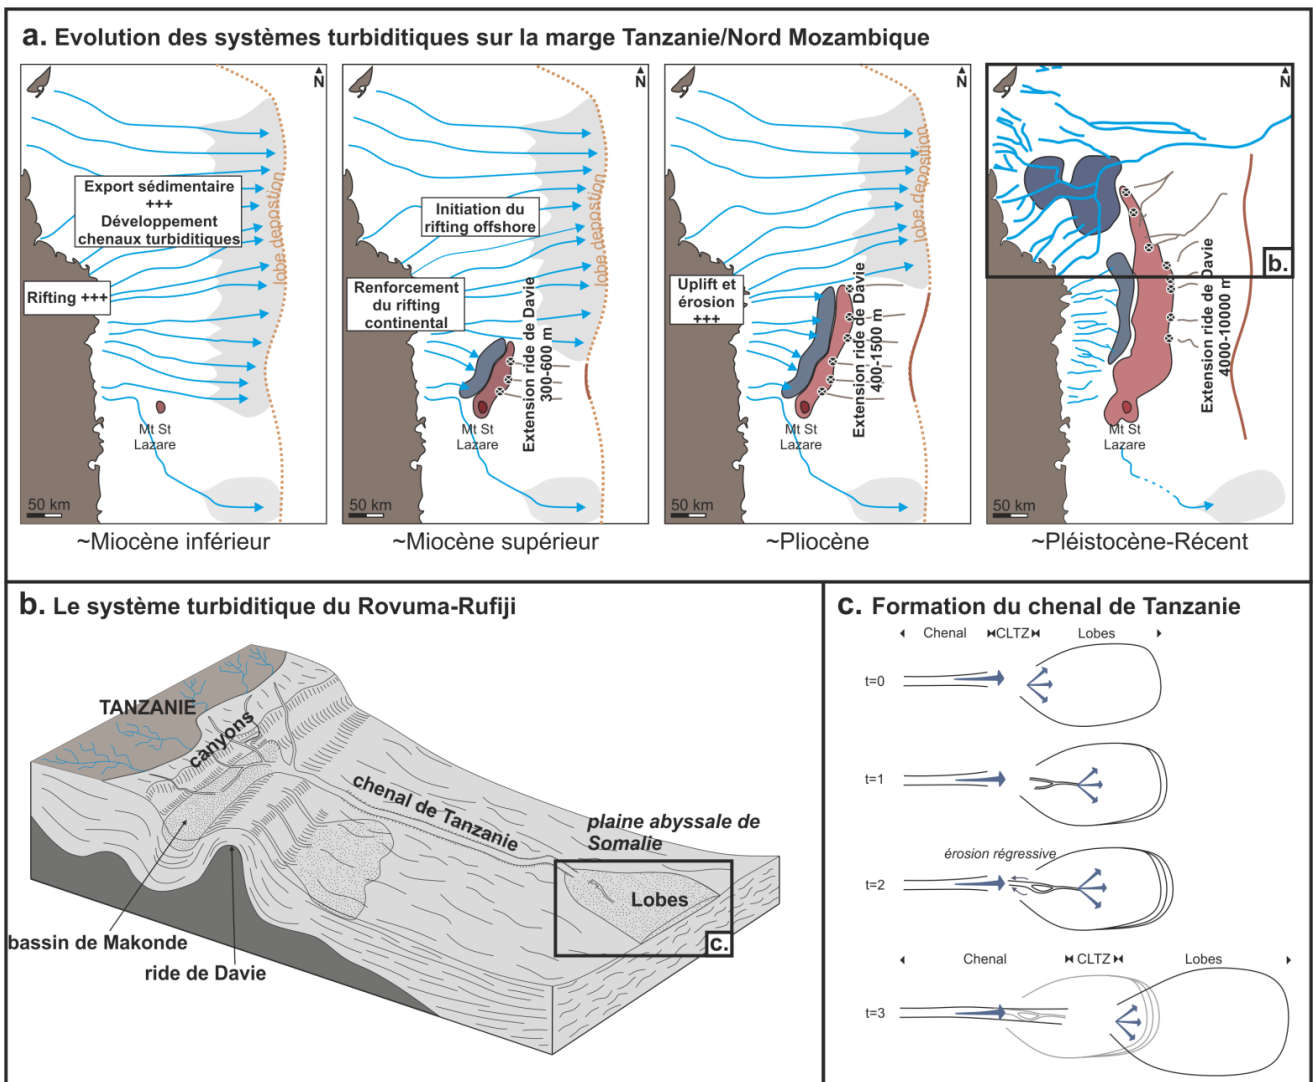 a. Evolution des systèmes turbiditiques sur la marge Tanzanie/Nord Mozambique
N
Export sédimentaire
+++
Développement
chenaux turbiditiques
Rifting +++
lobe depostion
Mt St
Lazare
50 km
~Miocène inférieur
N
Initiation du
rifting offshore
Renforcement
du rifting
continental
lobe depostion
Extension ride de Davie
300-600 m
Mt St
Lazare
50 km
~Miocène supérieur
N
Uplift et
érosion
+++
lobe deposition
Extension ride de Davie
400-1500 m
Mt St
Lazare
50 km
~Pliocène
N
b.
Extension ride de Davie
4000-10000 m
Mt St
Lazare
50 km
~Pléistocène-Récent
b. Le système turbiditique du Rovuma-Rufiji
TANZANIE
canyons
chenal de Tanzanie
plaine abyssale de
Somalie
Lobes
c.
bassin de Makonde
ride de Davie
c. Formation du chenal de Tanzanie
Chenal CLTZ Lobes
t=0
t=1
érosion régressive
t=2
Chenal CLTZ Lobes
t=3